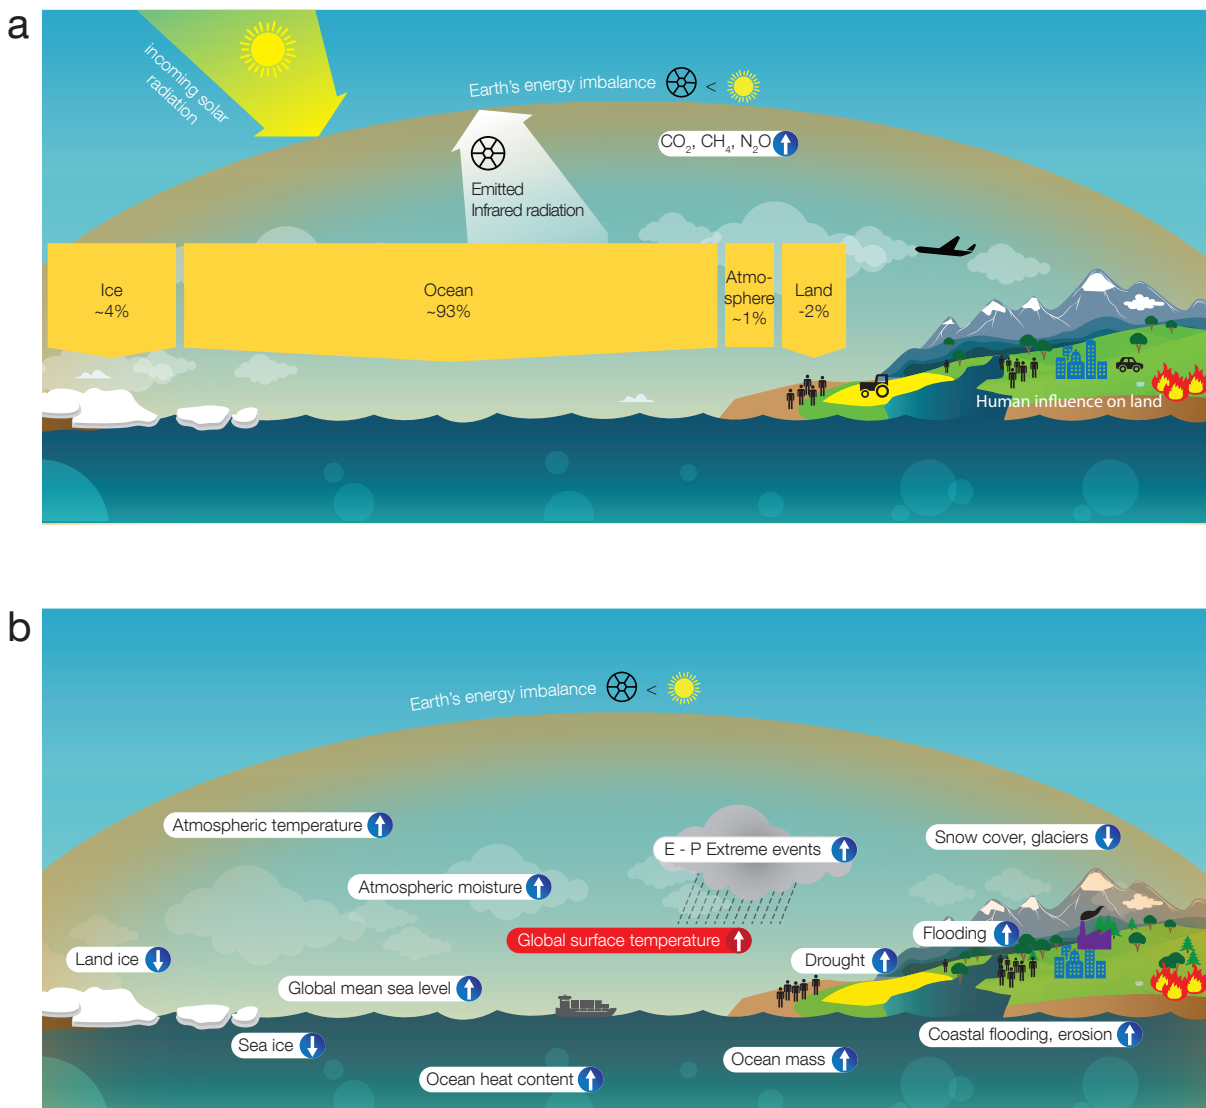 a
incoming solar
radiation
Earth's energy imbalance <
CO₂, CH₄, N₂O
Emitted
Infrared radiation
Ice
~4%
Ocean
~93%
Atmo-
sphere
~1%
Land
-2%
Human influence on land
b
Earth's energy imbalance <
Atmospheric temperature
E - P Extreme events
Snow cover, glaciers
Atmospheric moisture
Global surface temperature
Flooding
Land ice
Drought
Global mean sea level
Sea ice
Coastal flooding, erosion
Ocean mass
Ocean heat content